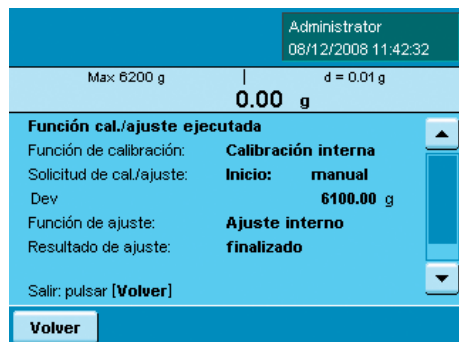 Administrator
08/12/2008 11:42:32
Max 6200 g d = 0.01 g
0.00 g
Función cal./ajuste ejecutada
Función de calibración: Calibración interna
Solicitud de cal./ajuste: Inicio: manual
Dev 6100.00 g
Función de ajuste: Ajuste interno
Resultado de ajuste: finalizado
Salir: pulsar [Volver]
Volver